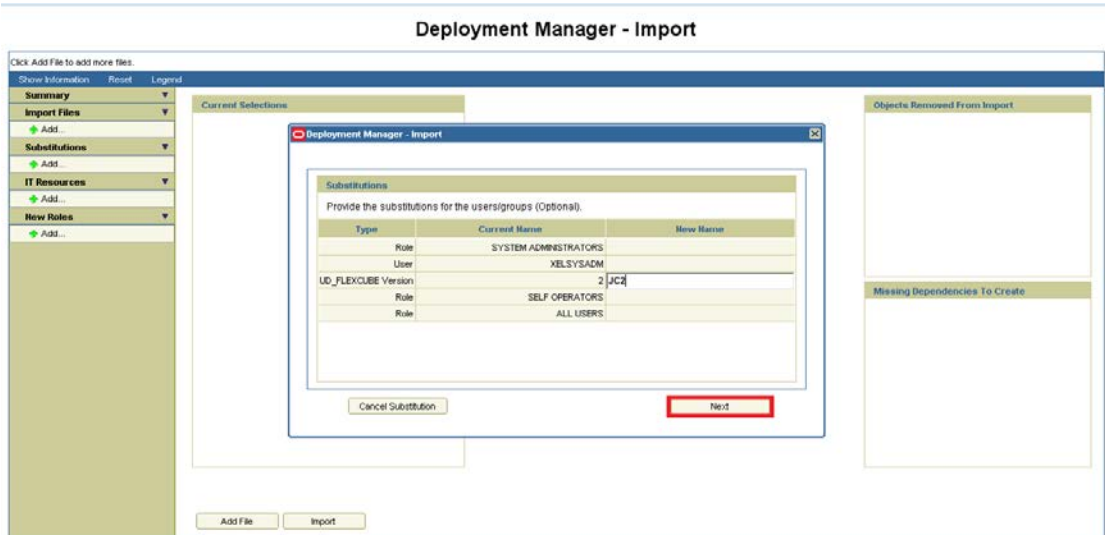 Deployment Manager - Import
Click Add File to add more files.
Show Information Reset Legend
Summary
Import Files
Add...
Substitutions
Add...
IT Resources
Add...
New Roles
Add...
Current Selections
Objects Removed From Import
Deployment Manager - Import
Substitutions
Provide the substitutions for the users/groups (Optional).
Type Current Name New Name
Role SYSTEM ADMINISTRATORS
User XELSYSADM
UD_FLEXCUBE Version 2 JC2
Role SELF OPERATORS
Role ALL USERS
Cancel Substitution Next
Missing Dependencies To Create
Add File Import